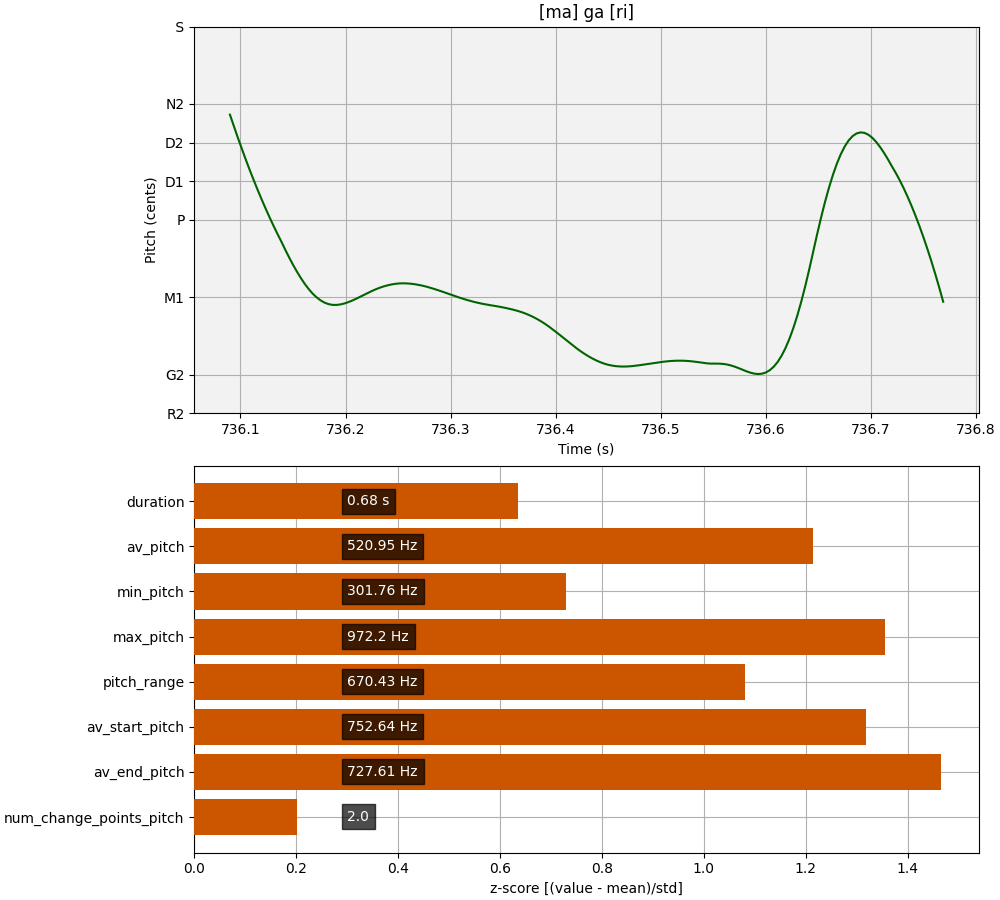 [ma] ga [ri]
S
N2
D2
D1
P
M1
G2
R2
Pitch (cents)
736.1 736.2 736.3 736.4 736.5 736.6 736.7 736.8
Time (s)
duration 0.68 s
av_pitch 520.95 Hz
min_pitch 301.76 Hz
max_pitch 972.2 Hz
pitch_range 670.43 Hz
av_start_pitch 752.64 Hz
av_end_pitch 727.61 Hz
num_change_points_pitch 2.0
0.0 0.2 0.4 0.6 0.8 1.0 1.2 1.4
z-score [(value - mean)/std]